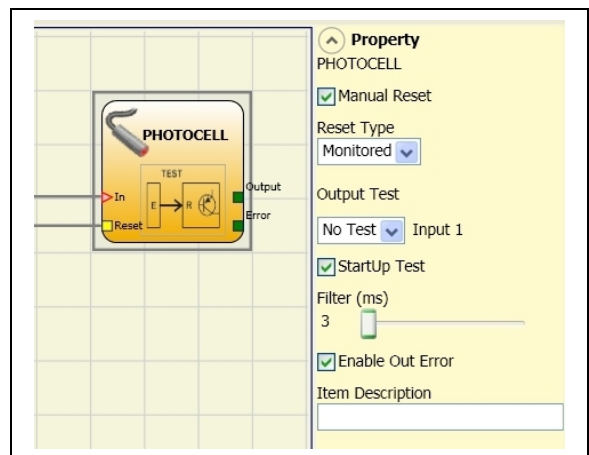 PHOTOCELL
TEST
In
E
R
Output
Reset
Error
Property
PHOTOCELL
Manual Reset
Reset Type
Monitored
Output Test
No Test Input 1
StartUp Test
Filter (ms)
3
Enable Out Error
Item Description